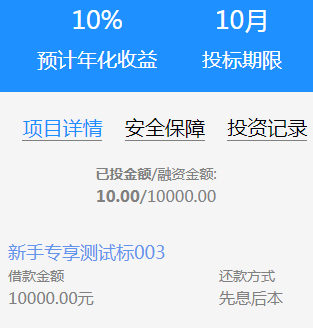 10% 10月
预计年化收益 投标期限
项目详情 安全保障 投资记录
已投金额/融资金额:
10.00/10000.00
新手专享测试标003
借款金额 还款方式
10000.00元 先息后本